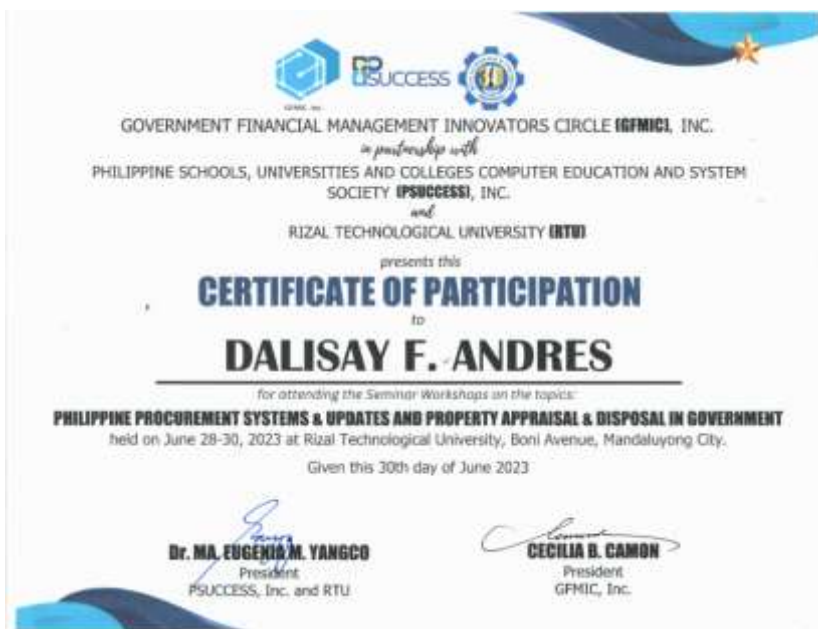 GFMIC, Inc.
PSUCCESS
GOVERNMENT FINANCIAL MANAGEMENT INNOVATORS CIRCLE (GFMIC), INC.
in partnership with
PHILIPPINE SCHOOLS, UNIVERSITIES AND COLLEGES COMPUTER EDUCATION AND SYSTEM
SOCIETY (PSUCCESS), INC.
and
RIZAL TECHNOLOGICAL UNIVERSITY (RTU)
presents this
CERTIFICATE OF PARTICIPATION
to
DALISAY F. ANDRES
for attending the Seminar Workshops on the topics:
PHILIPPINE PROCUREMENT SYSTEMS & UPDATES AND PROPERTY APPRAISAL & DISPOSAL IN GOVERNMENT
held on June 28-30, 2023 at Rizal Technological University, Boni Avenue, Mandaluyong City.
Given this 30th day of June 2023
Dr. MA. EUGENIA M. YANGCO
President
PSUCCESS, Inc. and RTU
CECILIA B. CAMON
President
GFMIC, Inc.